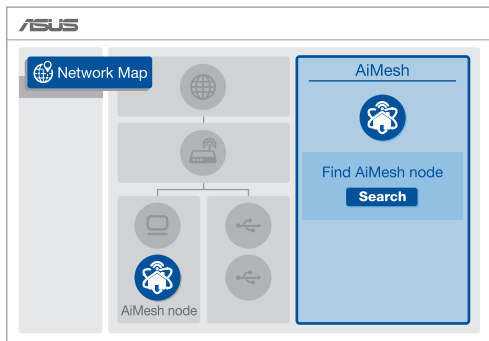 ASUS
Network Map
AiMesh node
AiMesh
Find AiMesh node
Search